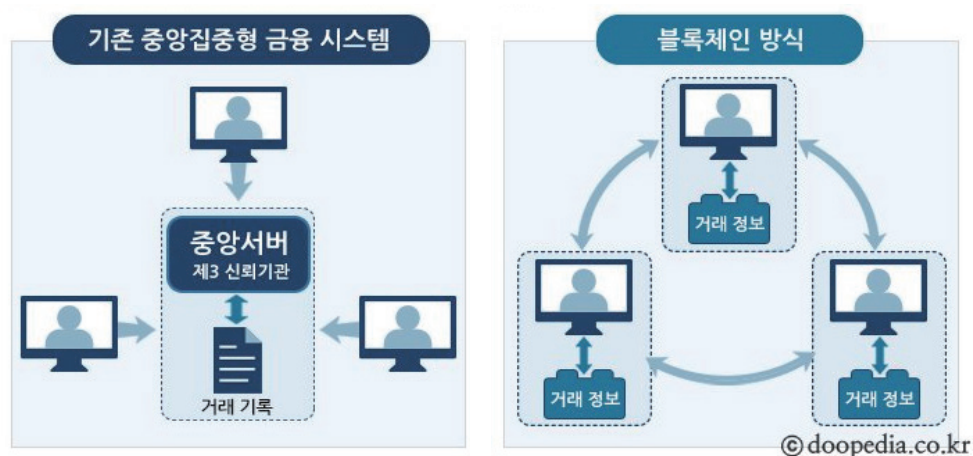 기존 중앙집중형 금융 시스템
중앙서버
제3 신뢰기관
거래 기록
블록체인 방식
거래 정보
거래 정보
거래 정보
ⓒ doopedia.co.kr